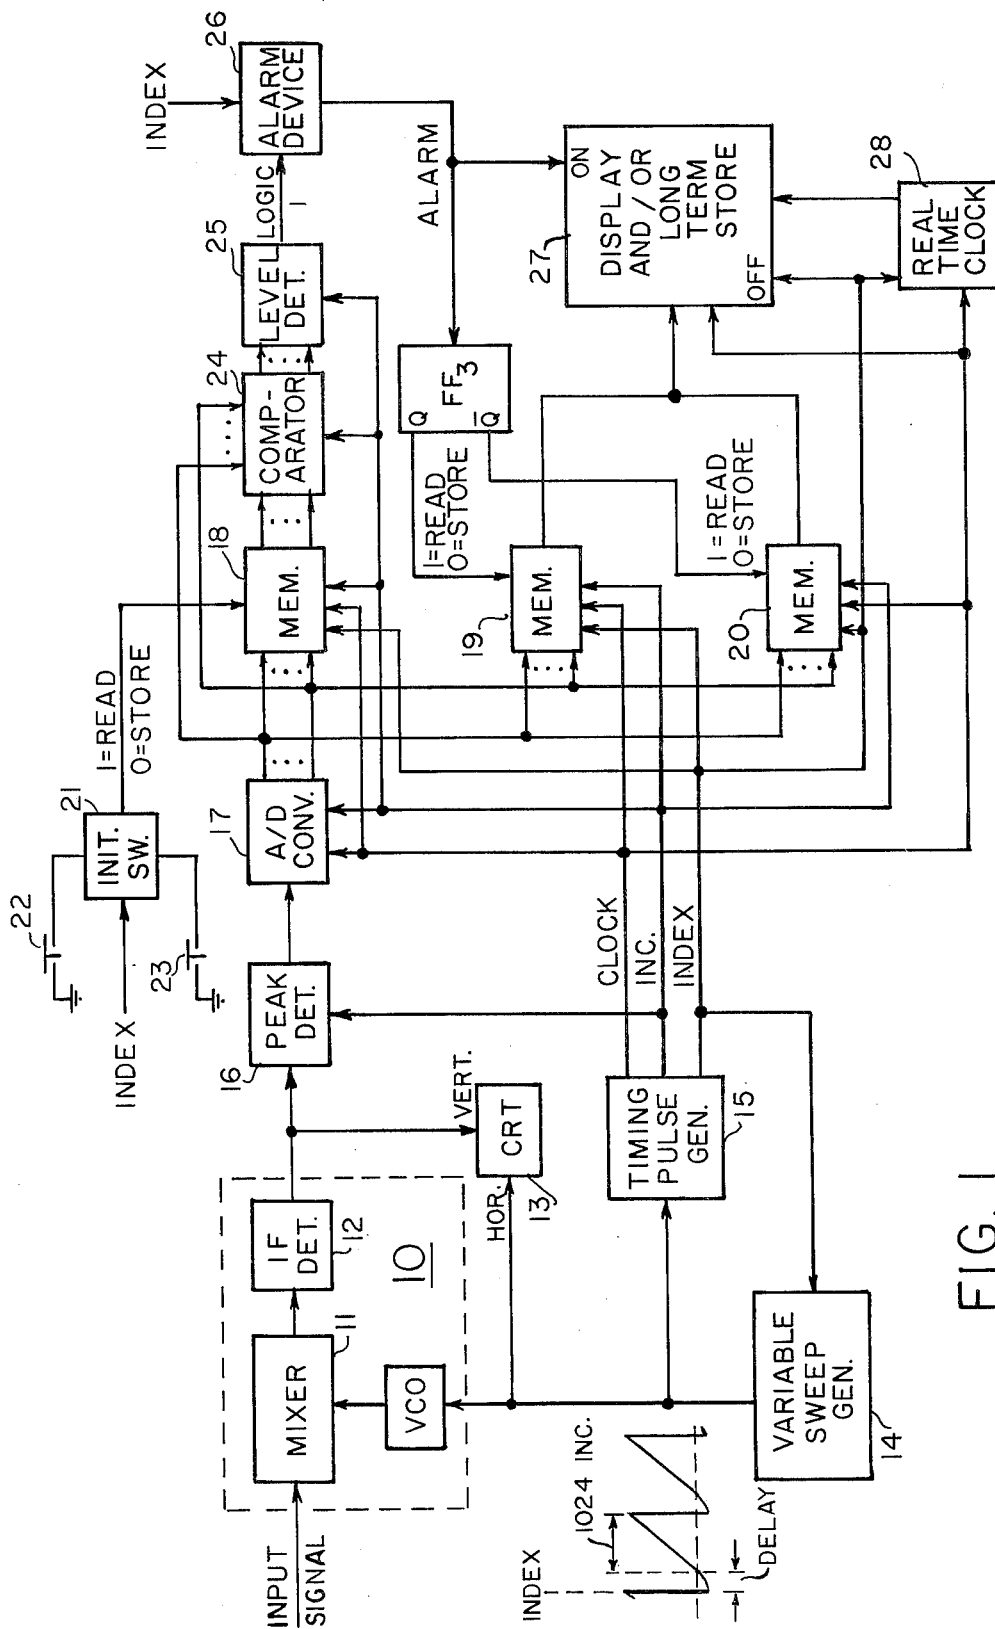 INPUT
SIGNAL
MIXER
11
IF
DET.
12
VCO
10
16
PEAK
DET.
17
A/D
CONV.
22
23
INDEX
21
INIT.
SW.
1=READ
0=STORE
18
MEM.
24
COMP-
ARATOR
25
LEVEL
DET.
LOGIC
1
INDEX
26
ALARM
DEVICE
ALARM
VERT.
HOR.
CRT
13
Q
FF3
Q̅
1=READ
0=STORE
19
MEM.
1=READ
0=STORE
20
MEM.
27
ON
DISPLAY
AND/OR
LONG
TERM
STORE
OFF
28
REAL
TIME
CLOCK
CLOCK
INC.
INDEX
TIMING
PULSE
GEN.
15
VARIABLE
SWEEP
GEN.
14
INDEX
1024 INC.
DELAY
FIG. 1